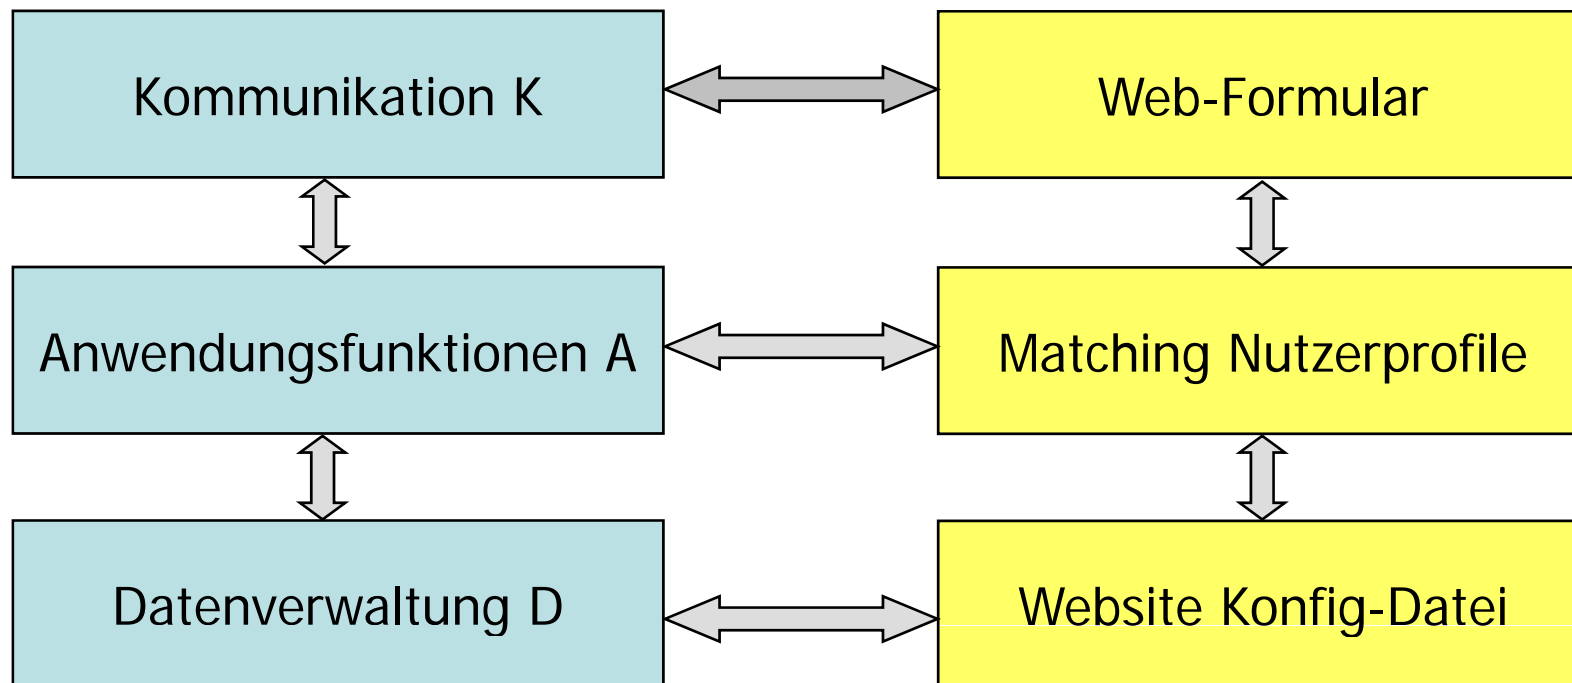 Kommunikation K
Web-Formular
Anwendungsfunktionen A
Matching Nutzerprofile
Datenverwaltung D
Website Konfig-Datei